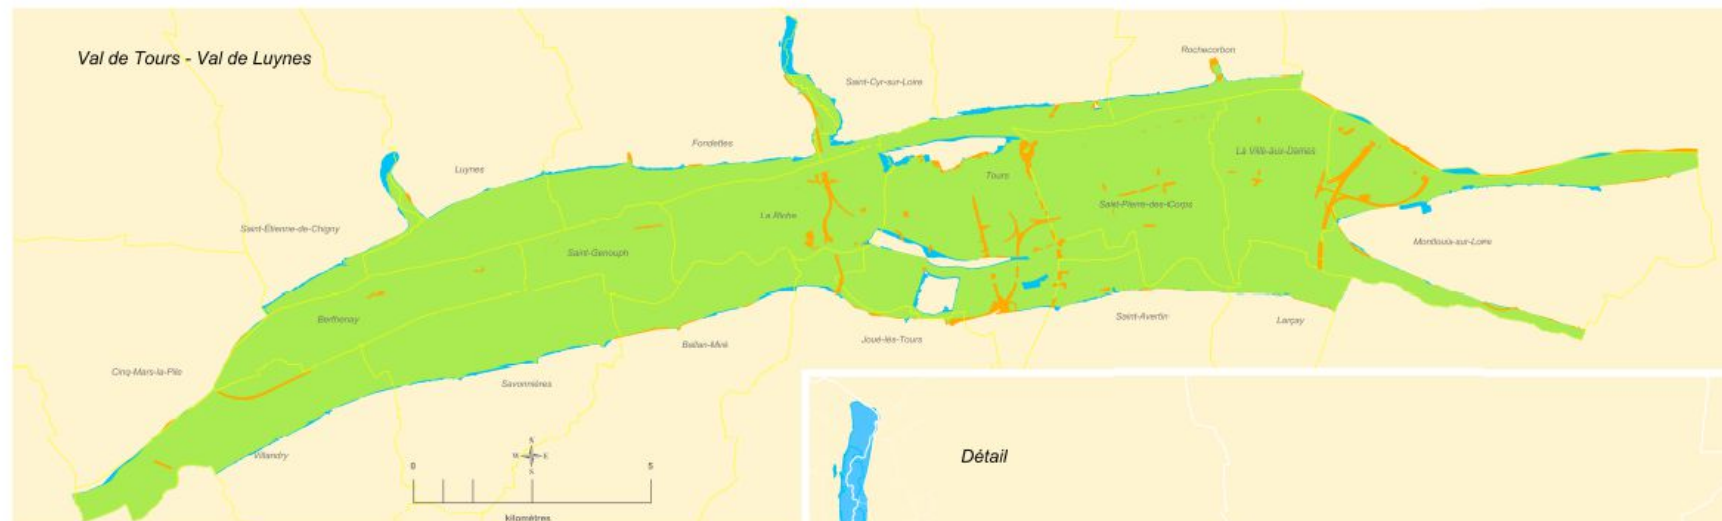 Val de Tours - Val de Luynes
Rochecorbon
Saint-Cyr-sur-Loire
Fondettes
Luynes
La Ville-aux-Dames
Tours
Saint-Pierre-des-Corps
La Riche
Saint-Étienne-de-Chigny
Montlouis-sur-Loire
Saint-Genouph
Berthenay
Saint-Avertin
Larçay
Joué-lès-Tours
Ballan-Miré
Cinq-Mars-la-Pile
Savonnières
Villandry
N
W E
S
0 5
kilomètres
Détail